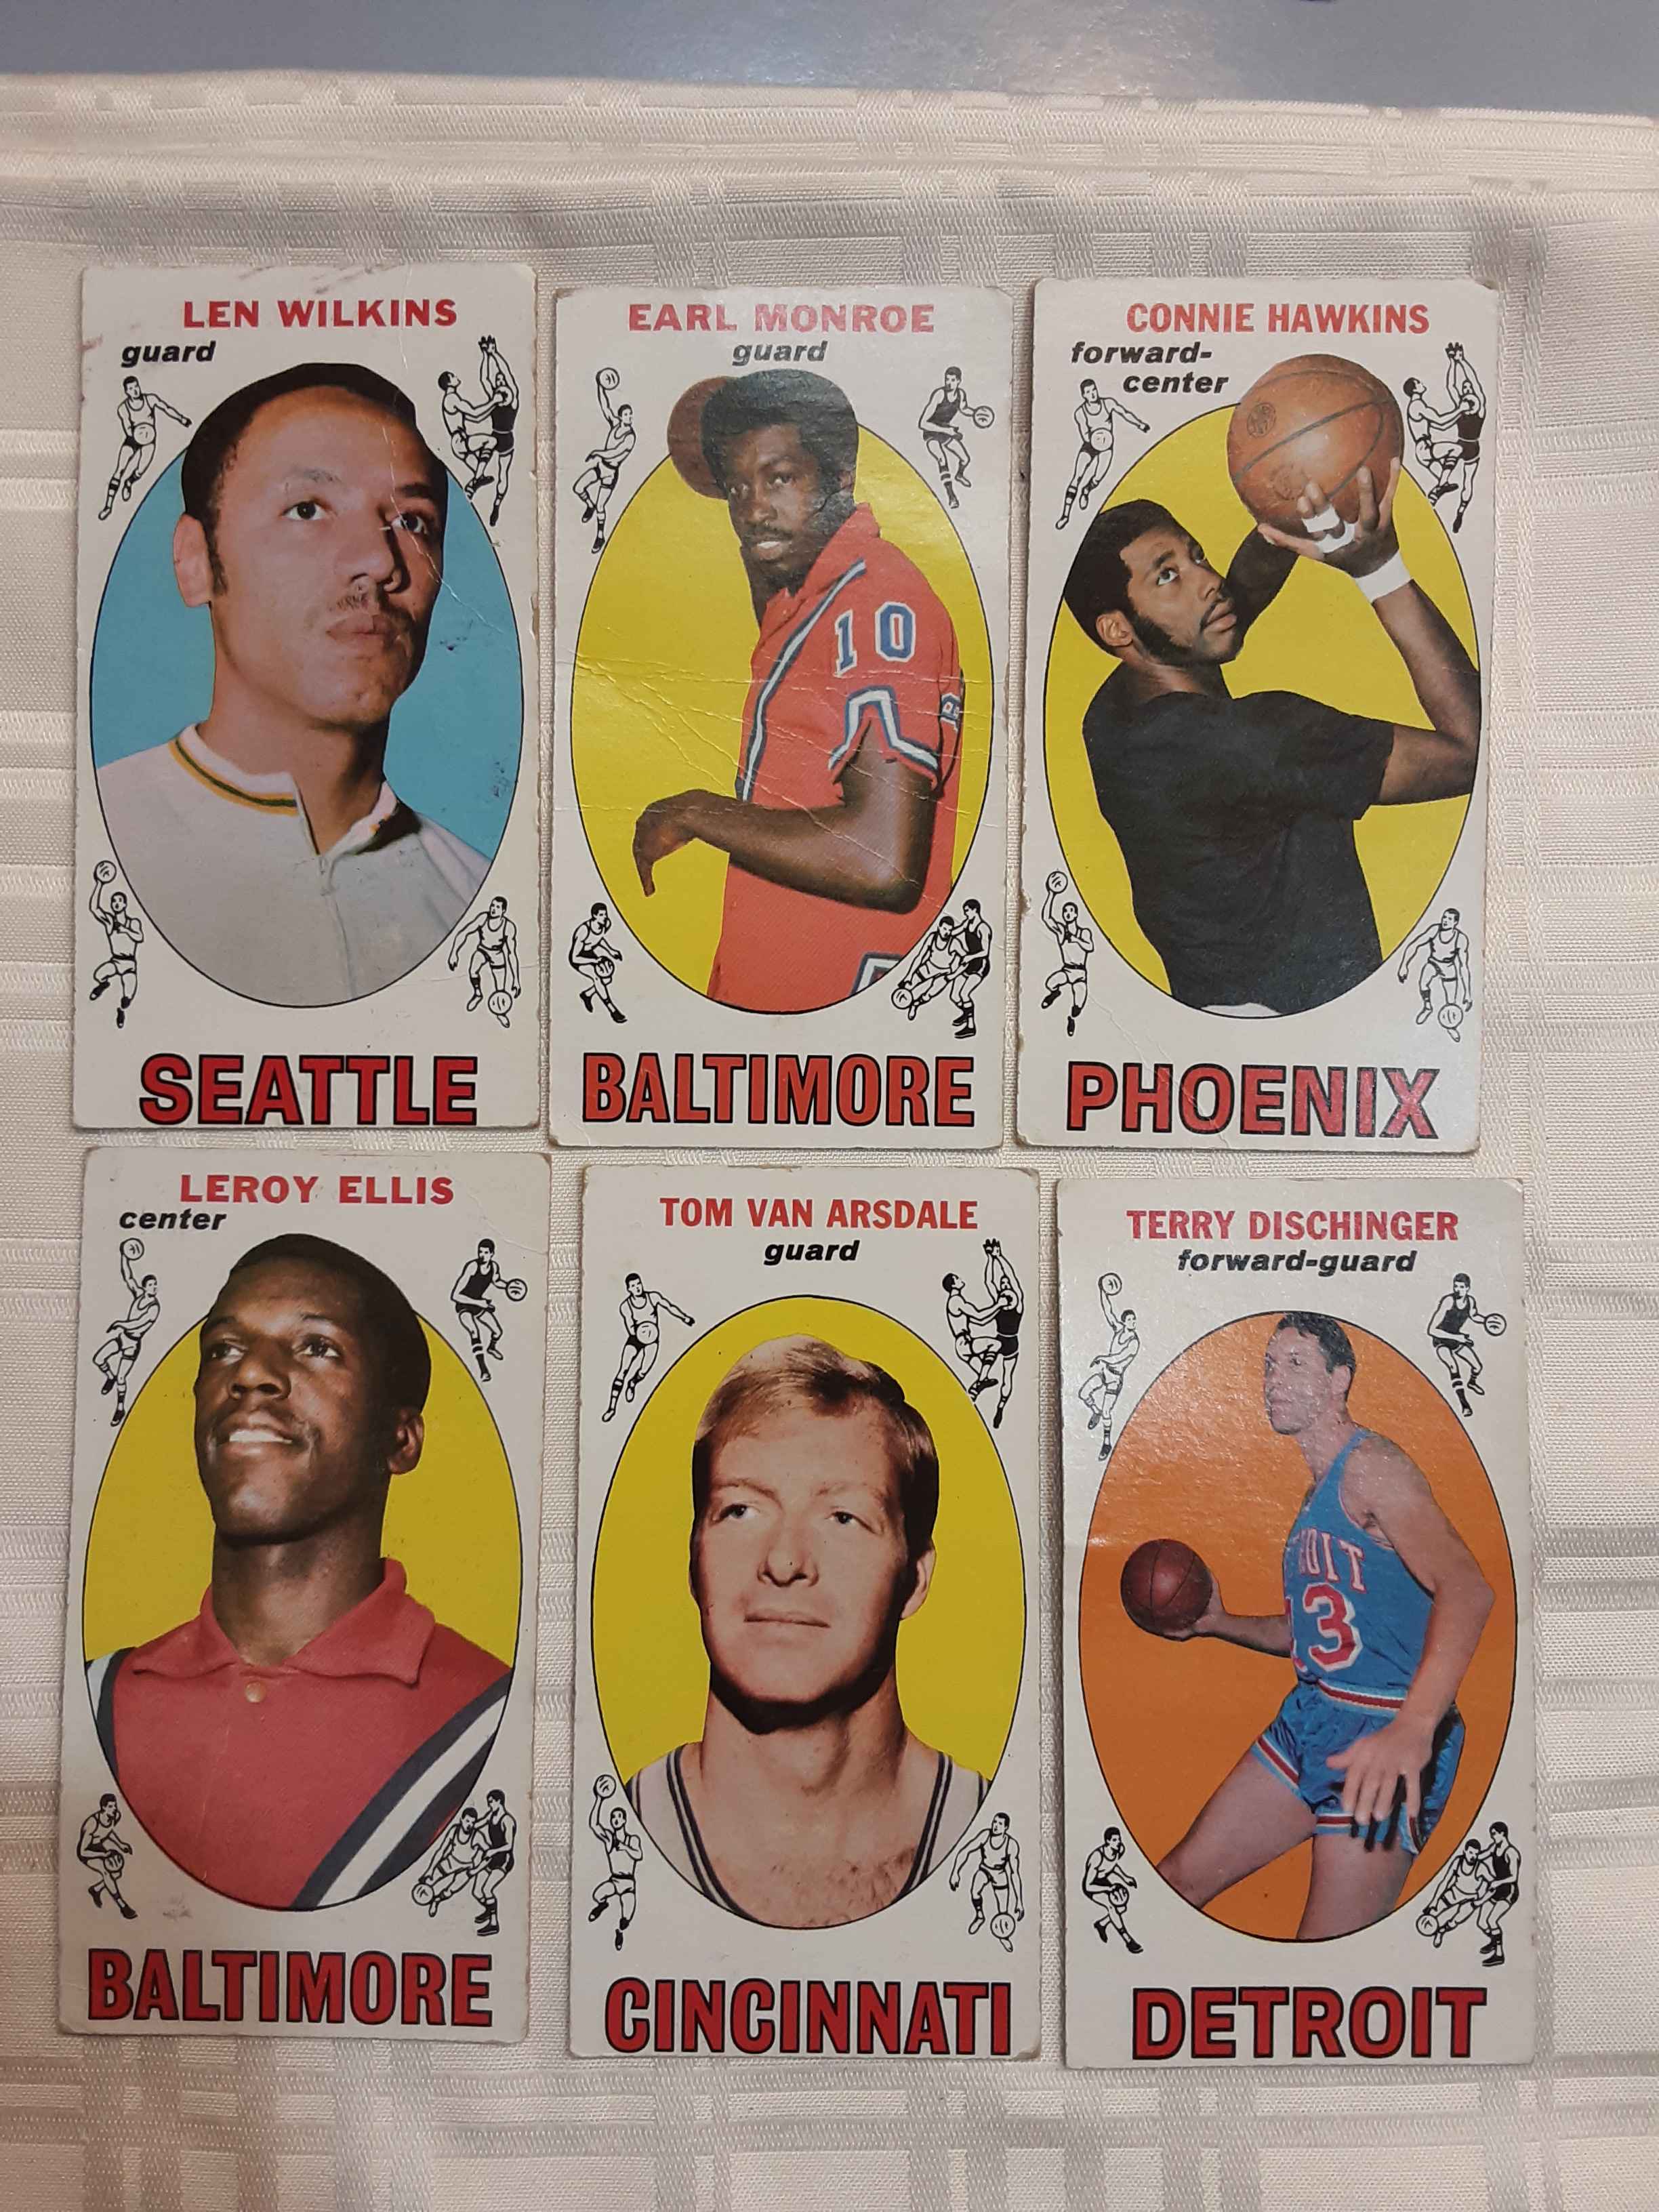 LEN WILKINS
guard
SEATTLE
EARL MONROE
guard
10
BALTIMORE
CONNIE HAWKINS
forward-
center
PHOENIX
LEROY ELLIS
center
BALTIMORE
TOM VAN ARSDALE
guard
CINCINNATI
TERRY DISCHINGER
forward-guard
OIT
13
DETROIT